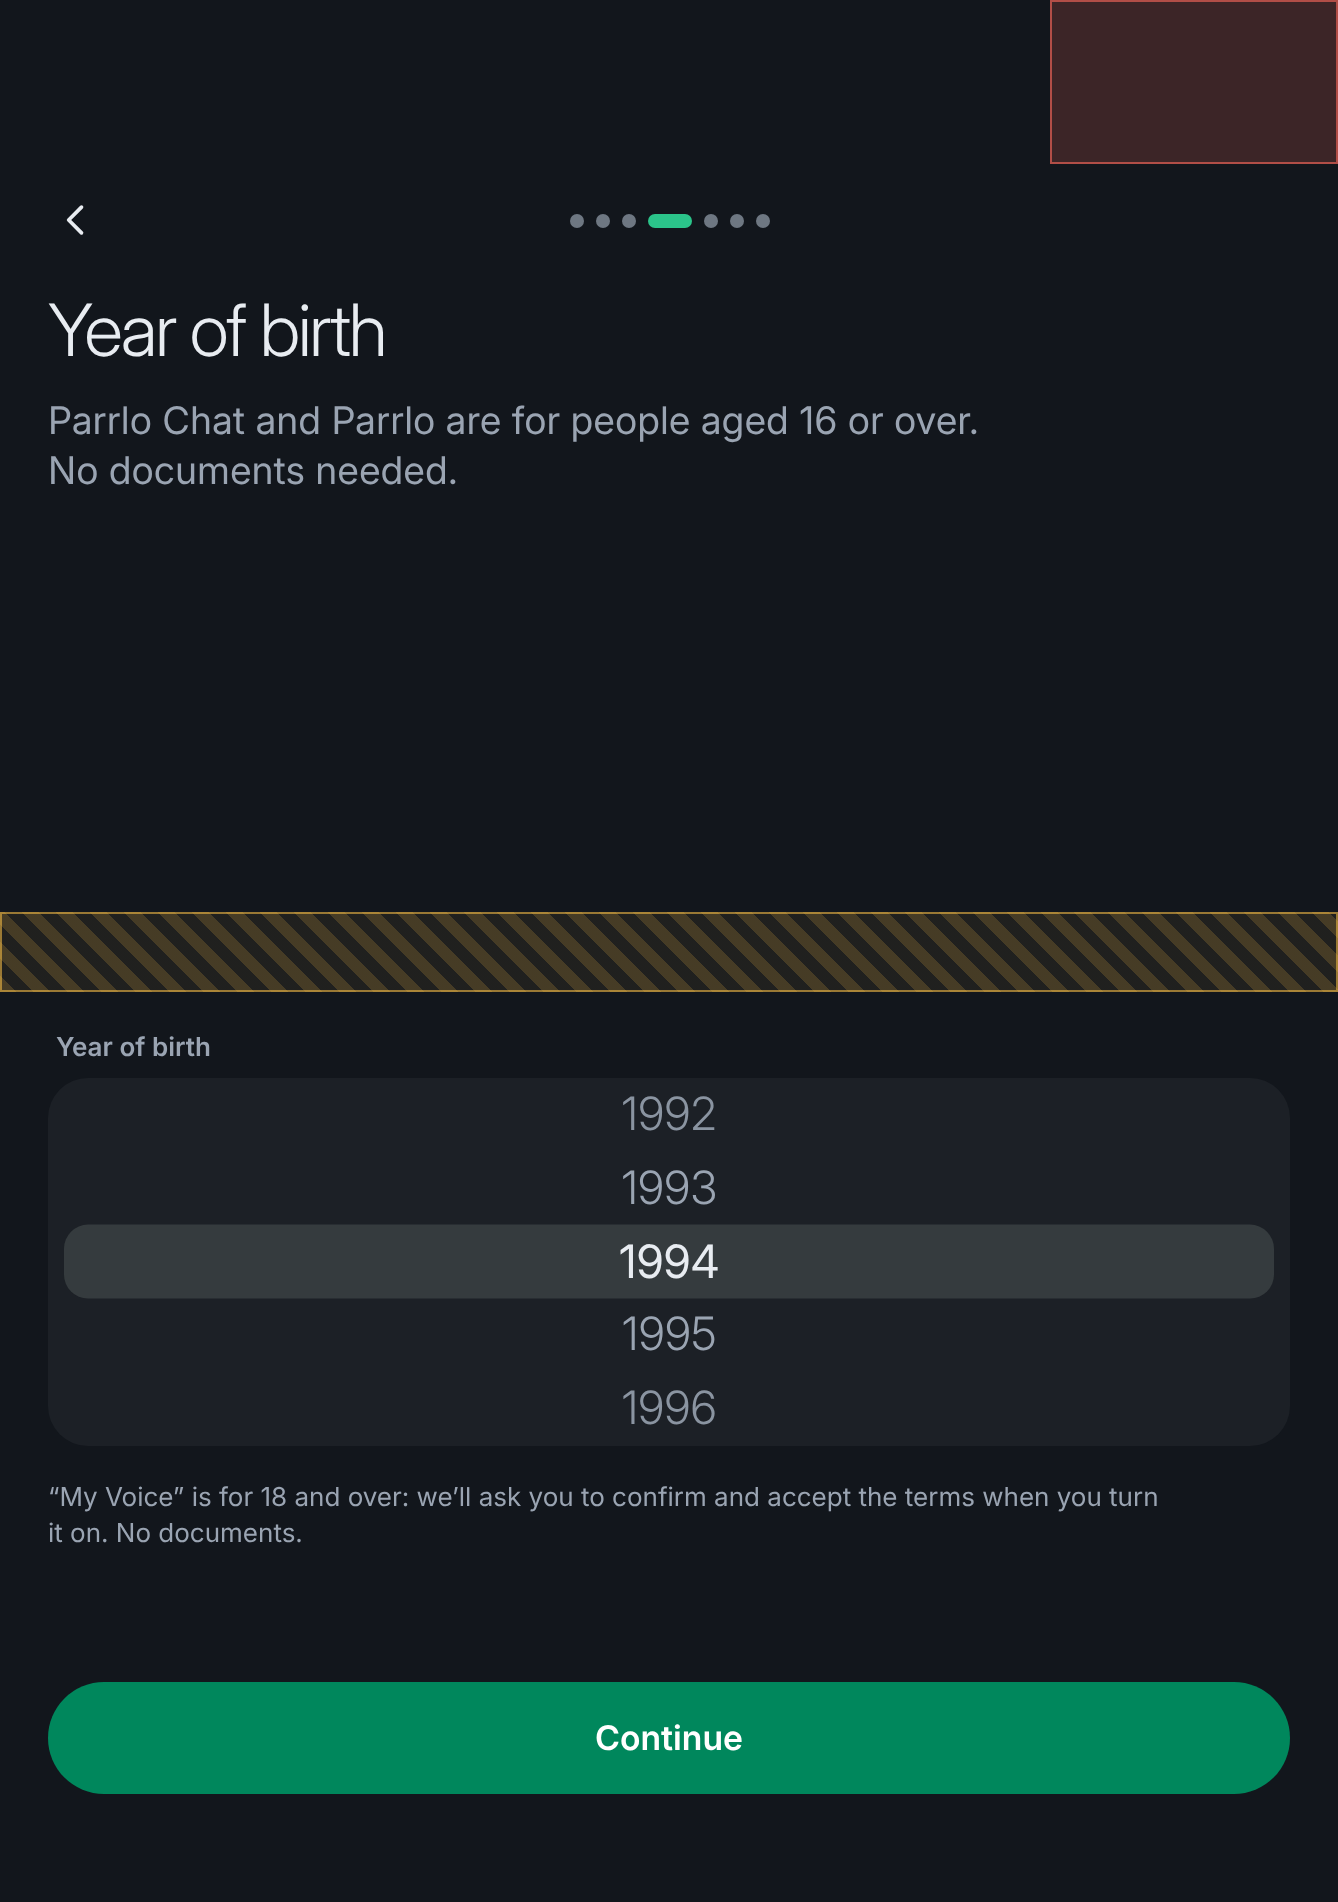 Year of birth
Parrlo Chat and Parrlo are for people aged 16 or over.
No documents needed.
Year of birth
1992
1993
1994
1995
1996
“My Voice” is for 18 and over: we’ll ask you to confirm and accept the terms when you turn
it on. No documents.
Continue